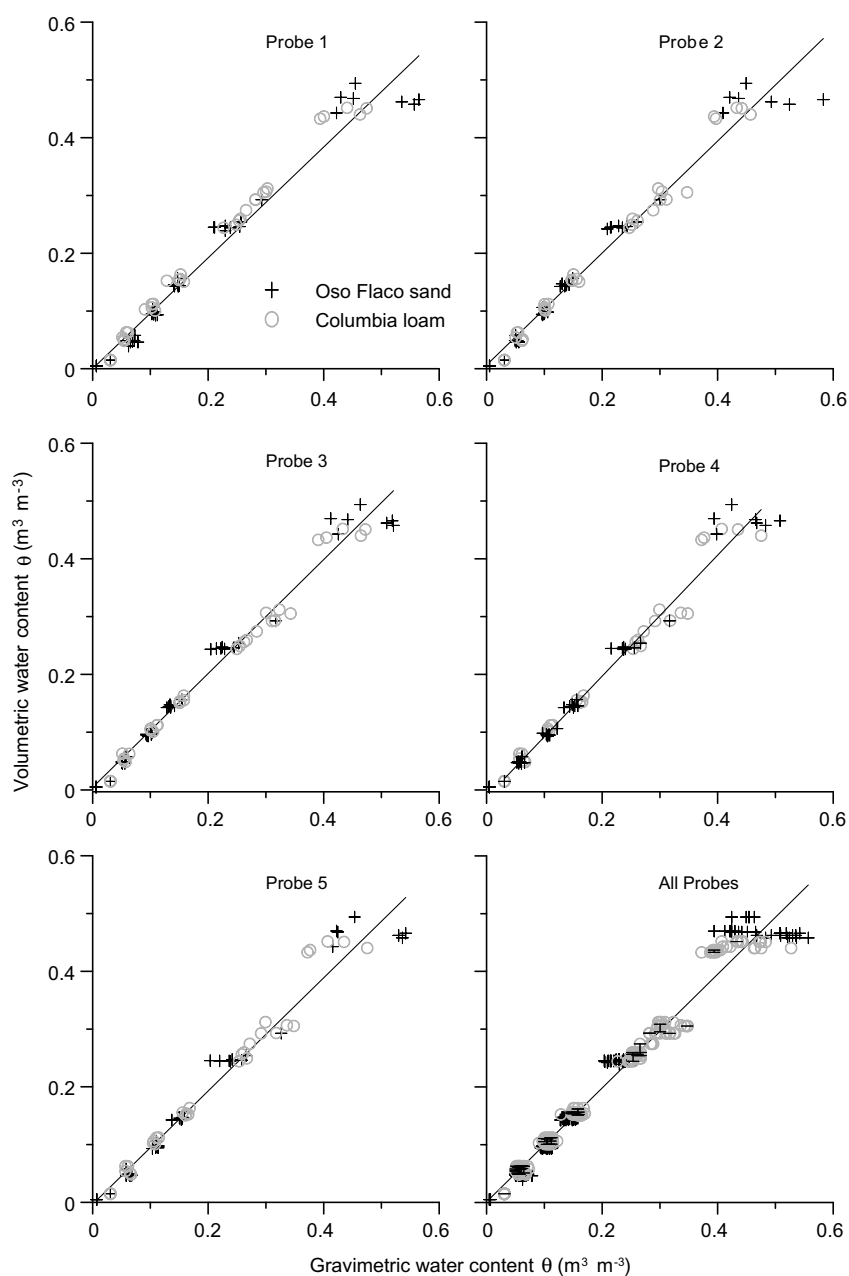 0.6
Probe 1
0.4
0.2
+ Oso Flaco sand
○ Columbia loam
0
0 0.2 0.4 0.6
Probe 2
0 0.2 0.4 0.6
0.6
Probe 3
0.4
0.2
0
0 0.2 0.4 0.6
Probe 4
0 0.2 0.4 0.6
Volumetric water content θ (m³ m⁻³)
0.6
Probe 5
0.4
0.2
0
0 0.2 0.4 0.6
All Probes
0 0.2 0.4 0.6
Gravimetric water content θ (m³ m⁻³)